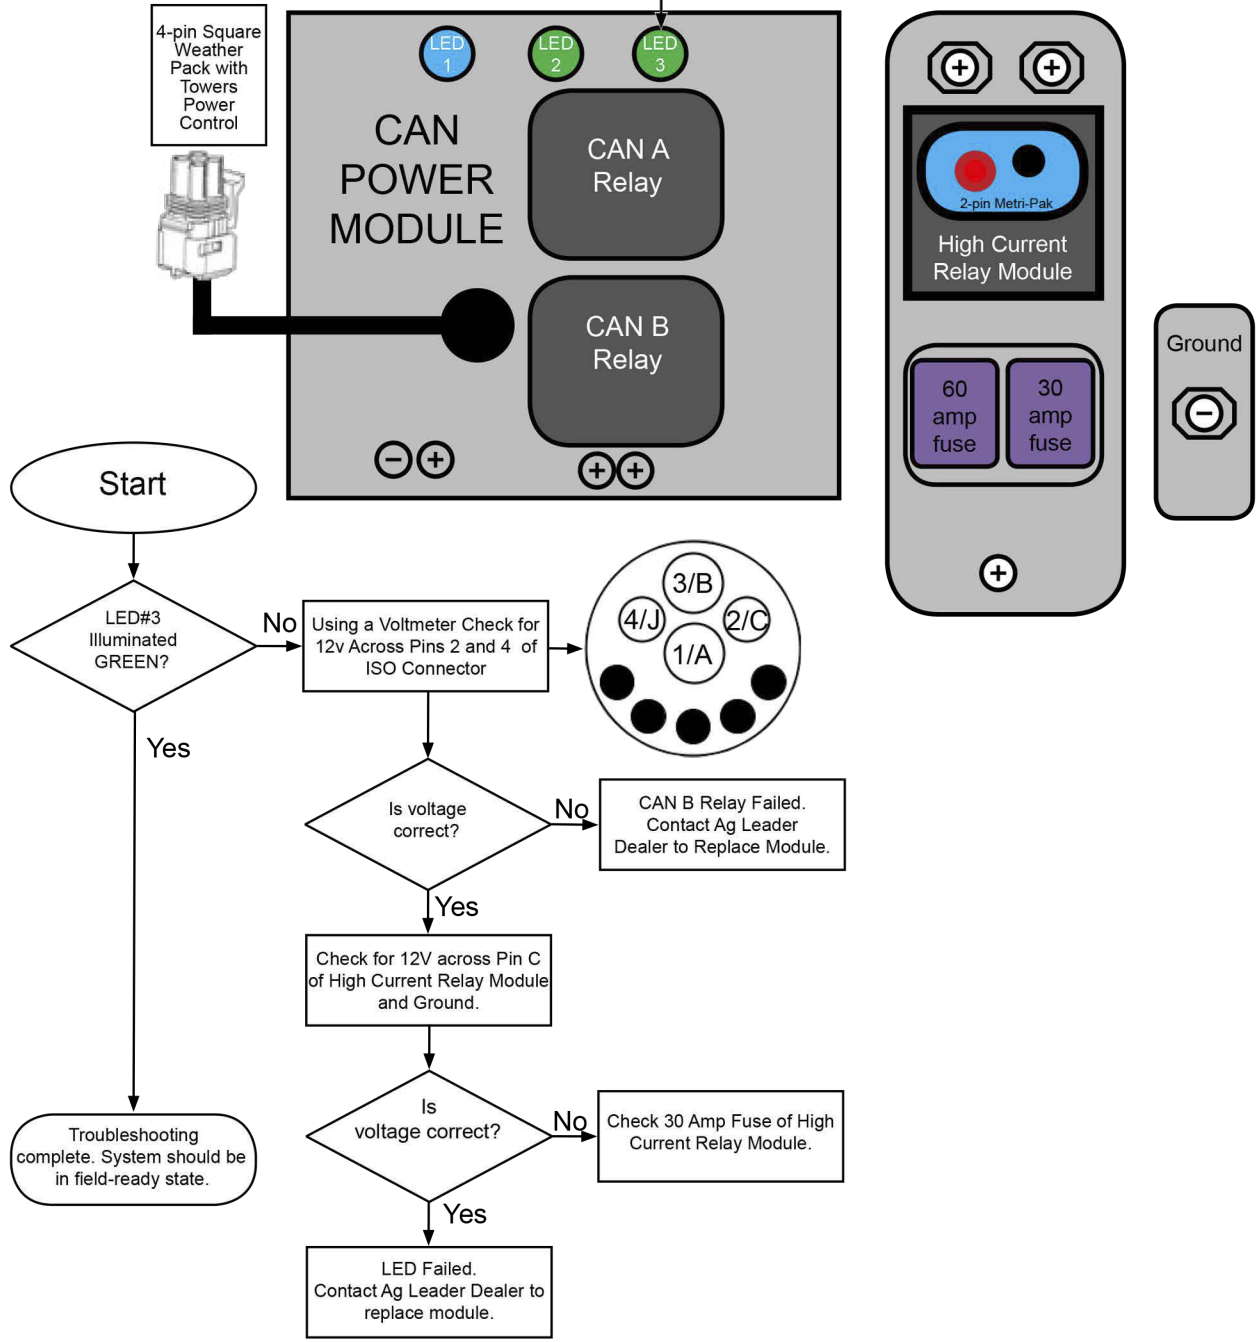 4-pin Square
Weather
Pack with
Towers
Power
Control
LED
1
LED
2
LED
3
CAN
POWER
MODULE
CAN A
Relay
CAN B
Relay
− +
+ +
+ +
2-pin Metri-Pak
High Current
Relay Module
60
amp
fuse
30
amp
fuse
+
Ground
−
Start
LED#3
Illuminated
GREEN?
No
Using a Voltmeter Check for
12v Across Pins 2 and 4 of
ISO Connector
3/B
4/J
2/C
1/A
Yes
Is voltage
correct?
No
CAN B Relay Failed.
Contact Ag Leader
Dealer to Replace Module.
Yes
Check for 12V across Pin C
of High Current Relay Module
and Ground.
Is
voltage correct?
No
Check 30 Amp Fuse of High
Current Relay Module.
Troubleshooting
complete. System should be
in field-ready state.
Yes
LED Failed.
Contact Ag Leader Dealer to
replace module.